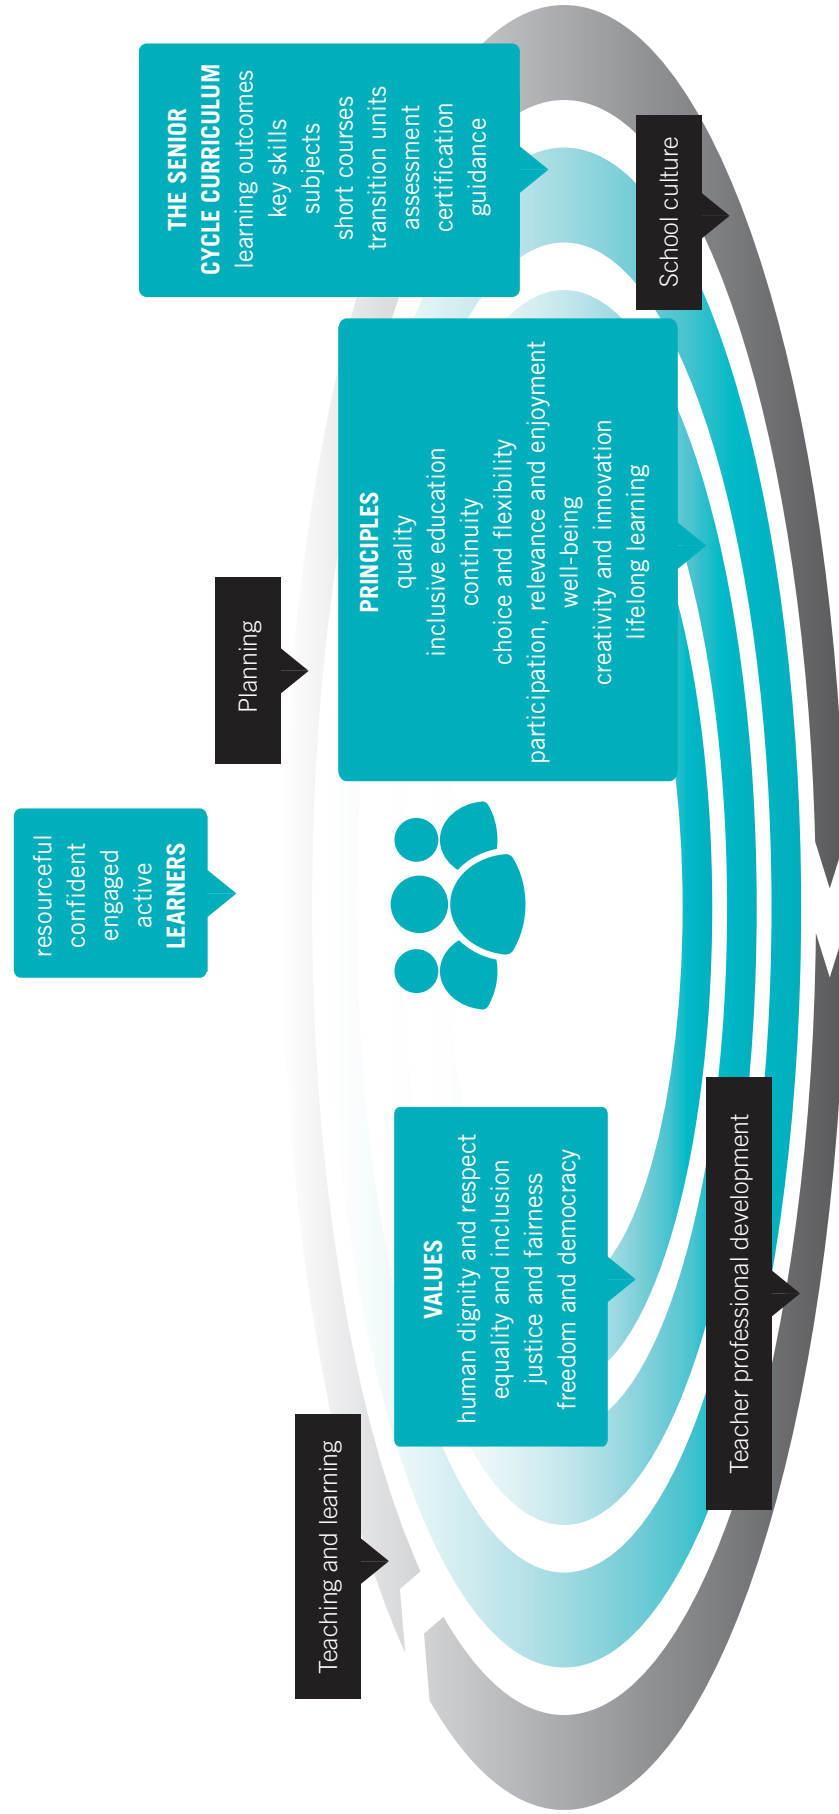 resourceful
confident
engaged
active
LEARNERS
Planning
THE SENIOR
CYCLE CURRICULUM
learning outcomes
key skills
subjects
short courses
transition units
assessment
certification
guidance
Teaching and learning
VALUES
human dignity and respect
equality and inclusion
justice and fairness
freedom and democracy
PRINCIPLES
quality
inclusive education
continuity
choice and flexibility
participation, relevance and enjoyment
well-being
creativity and innovation
lifelong learning
School culture
Teacher professional development